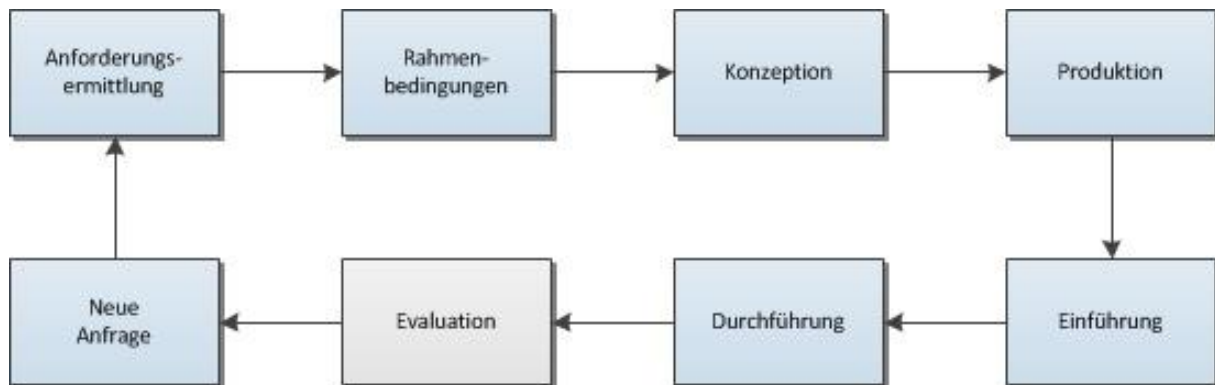 Anforderungs-
ermittlung
Rahmen-
bedingungen
Konzeption
Produktion
Neue
Anfrage
Evaluation
Durchführung
Einführung